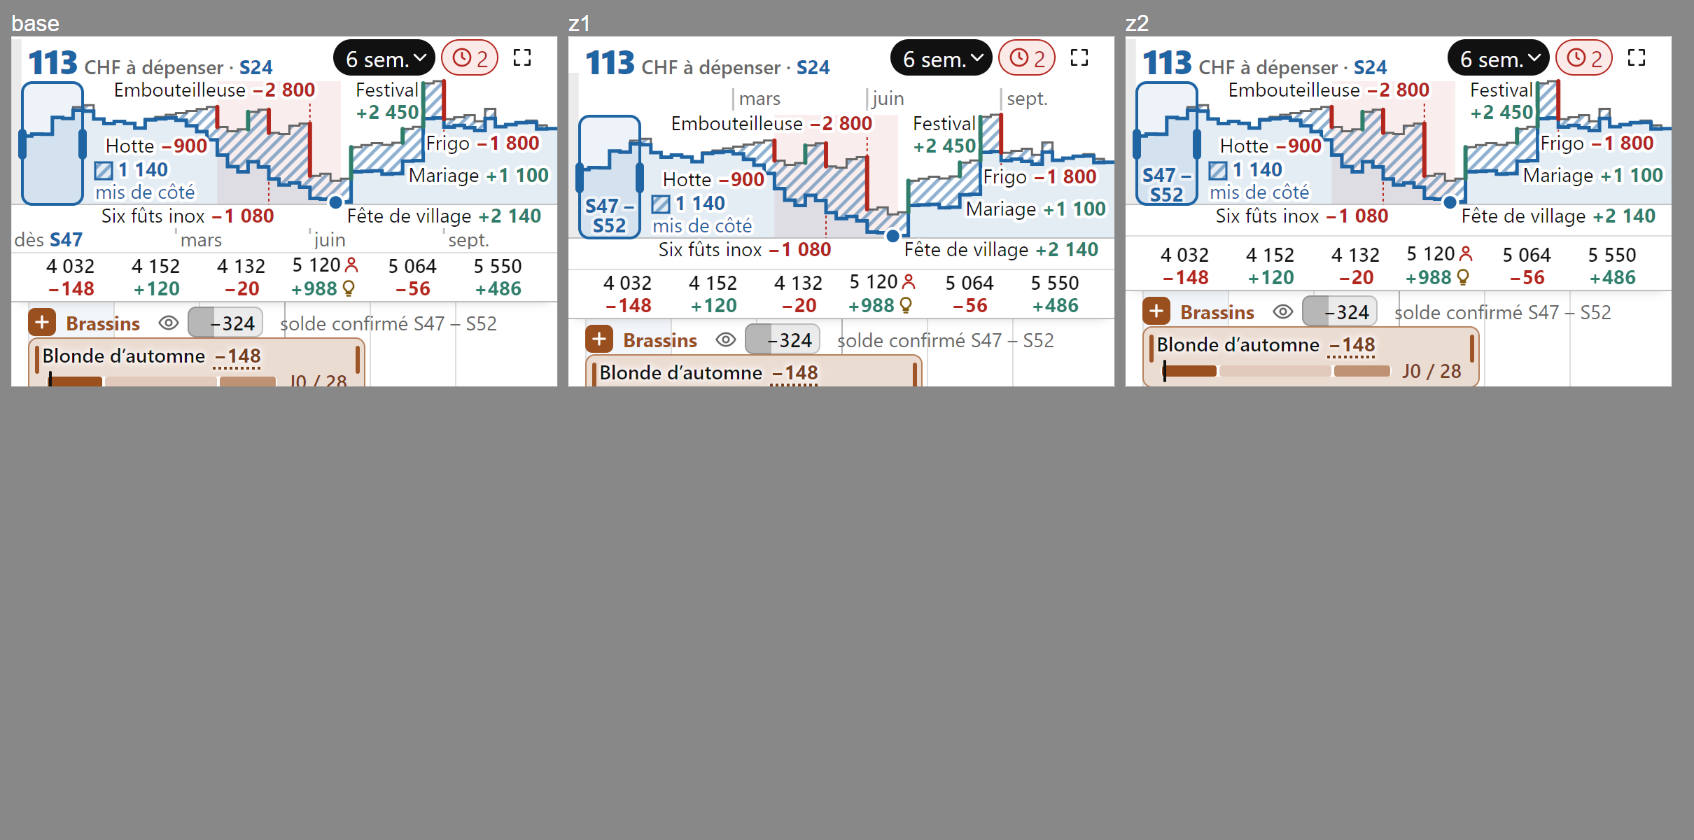 base
113 CHF à dépenser · S24
6 sem.
2
Embouteilleuse −2 800
Festival
+2 450
Hotte −900
Frigo −1 800
1 140
mis de côté
Mariage +1 100
Six fûts inox −1 080
Fête de village +2 140
dès S47
mars
juin
sept.
4 032 4 152 4 132 5 120 5 064 5 550
−148 +120 −20 +988 −56 +486
+ Brassins −324 solde confirmé S47 – S52
Blonde d’automne −148
J0 / 28
z1
113 CHF à dépenser · S24
6 sem.
2
mars
juin
sept.
Embouteilleuse −2 800
Festival
+2 450
Hotte −900
Frigo −1 800
S47 –
S52
1 140
mis de côté
Mariage +1 100
Six fûts inox −1 080
Fête de village +2 140
4 032 4 152 4 132 5 120 5 064 5 550
−148 +120 −20 +988 −56 +486
+ Brassins −324 solde confirmé S47 – S52
Blonde d’automne −148
z2
113 CHF à dépenser · S24
6 sem.
2
Embouteilleuse −2 800
Festival
+2 450
Hotte −900
Frigo −1 800
S47 –
S52
1 140
mis de côté
Mariage +1 100
Six fûts inox −1 080
Fête de village +2 140
4 032 4 152 4 132 5 120 5 064 5 550
−148 +120 −20 +988 −56 +486
+ Brassins −324 solde confirmé S47 – S52
Blonde d’automne −148
J0 / 28